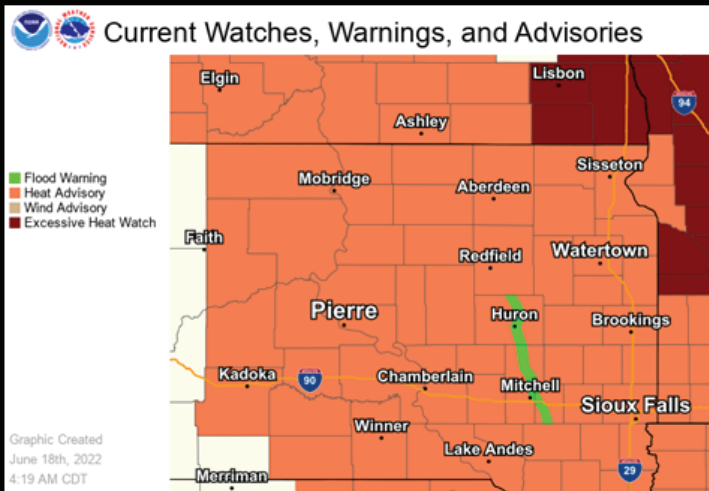 Current Watches, Warnings, and Advisories
Flood Warning
Heat Advisory
Wind Advisory
Excessive Heat Watch
Elgin
Lisbon
94
Ashley
Sisseton
Mobridge
Aberdeen
Faith
Redfield
Watertown
Pierre
Huron
Brookings
Kadoka
90
Chamberlain
Mitchell
Sioux Falls
Winner
Lake Andes
29
Merriman
Graphic Created
June 18th, 2022
4:19 AM CDT